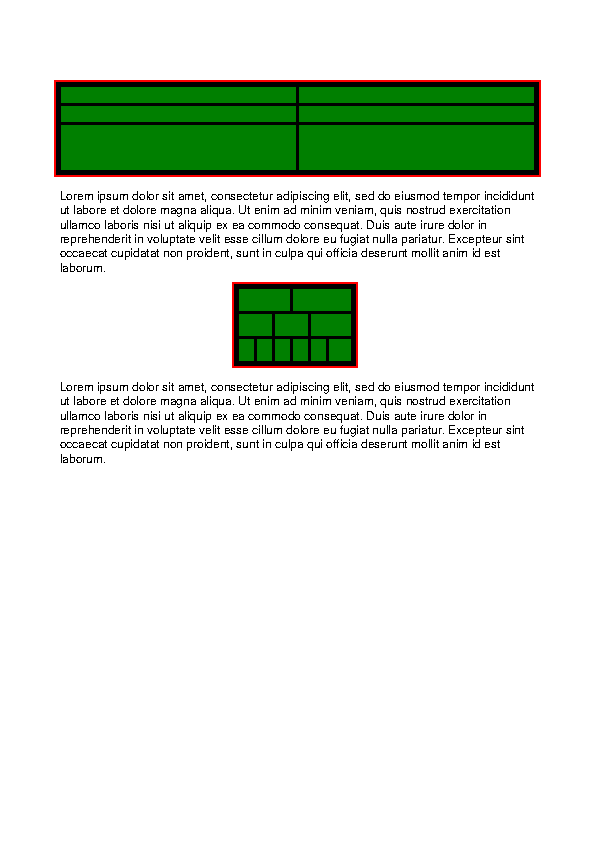 Lorem ipsum dolor sit amet, consectetur adipiscing elit, sed do eiusmod tempor incididunt
ut labore et dolore magna aliqua. Ut enim ad minim veniam, quis nostrud exercitation
ullamco laboris nisi ut aliquip ex ea commodo consequat. Duis aute irure dolor in
reprehenderit in voluptate velit esse cillum dolore eu fugiat nulla pariatur. Excepteur sint
occaecat cupidatat non proident, sunt in culpa qui officia deserunt mollit anim id est
laborum.
Lorem ipsum dolor sit amet, consectetur adipiscing elit, sed do eiusmod tempor incididunt
ut labore et dolore magna aliqua. Ut enim ad minim veniam, quis nostrud exercitation
ullamco laboris nisi ut aliquip ex ea commodo consequat. Duis aute irure dolor in
reprehenderit in voluptate velit esse cillum dolore eu fugiat nulla pariatur. Excepteur sint
occaecat cupidatat non proident, sunt in culpa qui officia deserunt mollit anim id est
laborum.